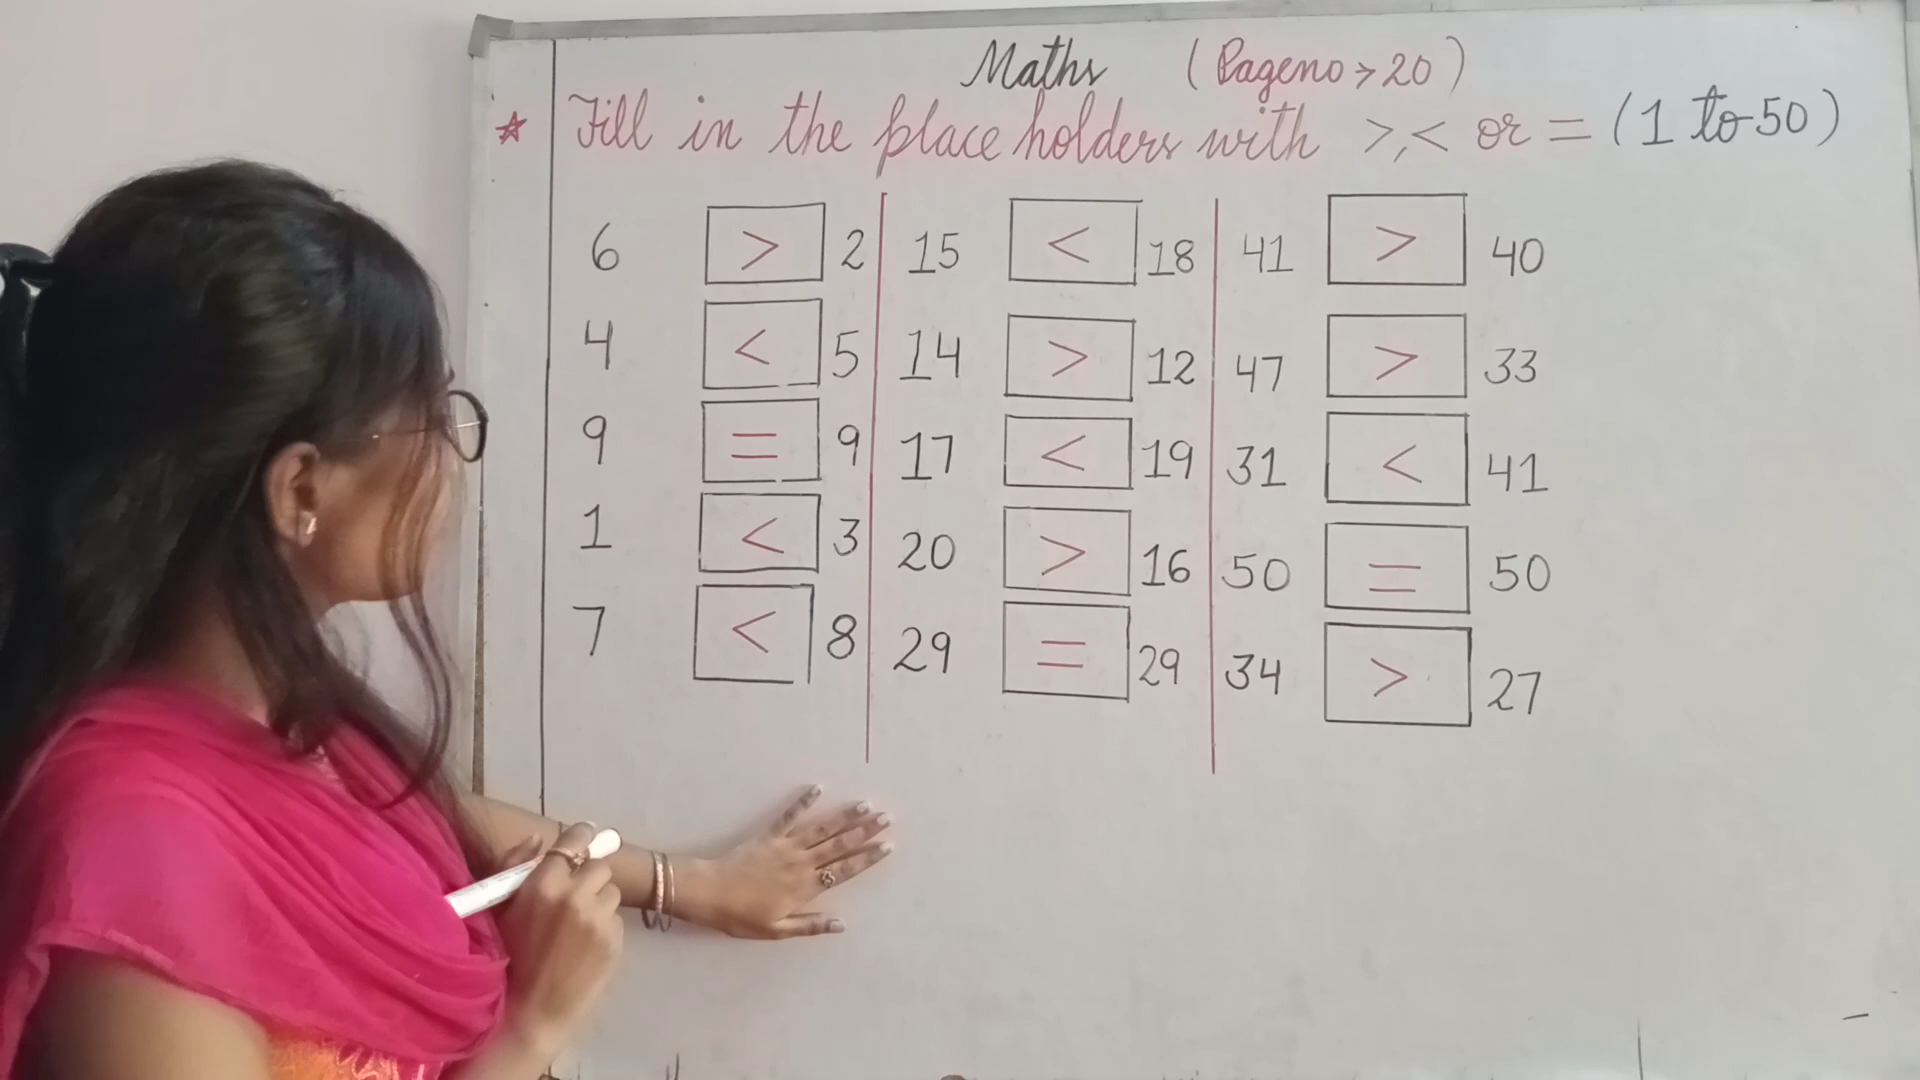 Maths (Pageno > 20)
☆ Fill in the place holders with >, < or = (1 to 50)
6 > 2 15 < 18 41 > 40
4 < 5 14 > 12 47 > 33
9 = 9 17 < 19 31 < 41
1 < 3 20 > 16 50 = 50
7 < 8 29 = 29 34 > 27